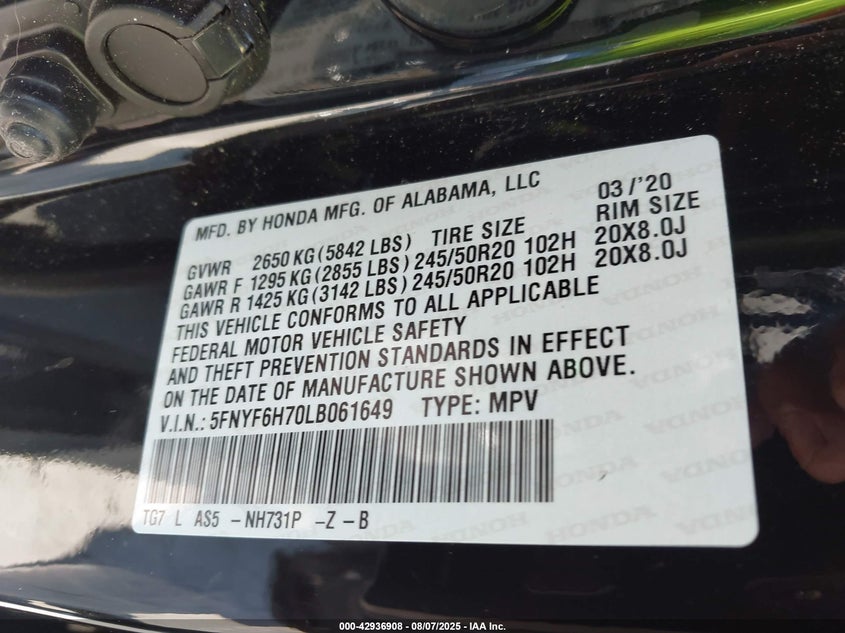 MFD. BY HONDA MFG. OF ALABAMA, LLC 03/'20
GVWR 2650 KG (5842 LBS) TIRE SIZE RIM SIZE
GAWR F 1295 KG (2855 LBS) 245/50R20 102H 20X8.0J
GAWR R 1425 KG (3142 LBS) 245/50R20 102H 20X8.0J
THIS VEHICLE CONFORMS TO ALL APPLICABLE
FEDERAL MOTOR VEHICLE SAFETY
AND THEFT PREVENTION STANDARDS IN EFFECT
ON THE DATE OF MANUFACTURE SHOWN ABOVE.
V.I.N.: 5FNYF6H70LB061649 TYPE: MPV
TG7 L AS5 -NH731P -Z-B
000-42936908 - 08/07/2025 - IAA Inc.